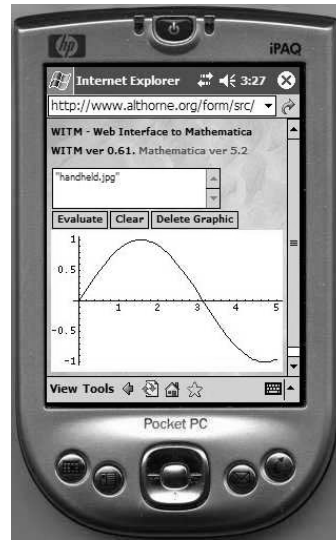 hp
iPAQ
Internet Explorer 3:27
http://www.althorne.org/form/src/
WITM - Web Interface to Mathematica
WITM ver 0.61. Mathematica ver 5.2
"handheld.jpg"
Evaluate Clear Delete Graphic
1
0.5
1 2 3 4 5
-0.5
-1
View Tools
Pocket PC